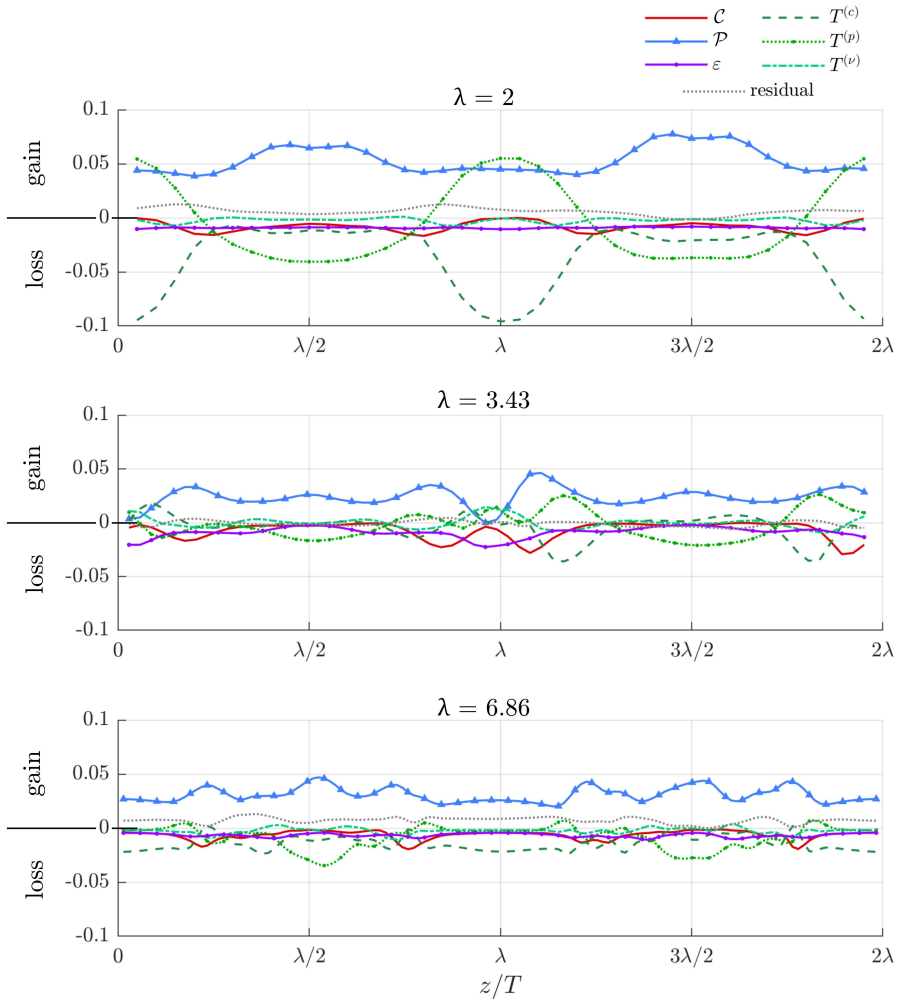 𝒞 T^(c)
𝒫 T^(p)
ε T^(ν)
residual
λ = 2
0.1
0.05
0
-0.05
-0.1
gain
loss
0 λ/2 λ 3λ/2 2λ
λ = 3.43
0.1
0.05
0
-0.05
-0.1
gain
loss
0 λ/2 λ 3λ/2 2λ
λ = 6.86
0.1
0.05
0
-0.05
-0.1
gain
loss
0 λ/2 λ 3λ/2 2λ
z/T